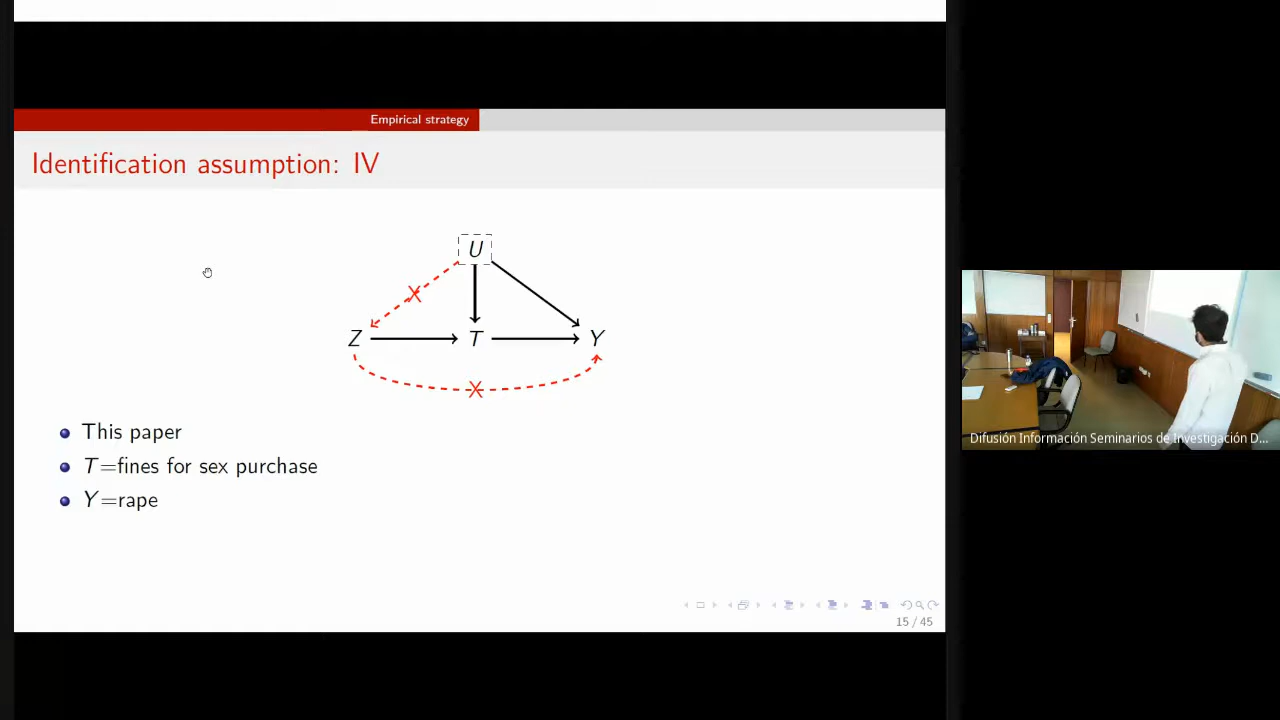 Empirical strategy
Identification assumption: IV
U
X
Z T Y
X
This paper
T=fines for sex purchase
Y=rape
15 / 45
Difusión Información Seminarios de Investigación D...